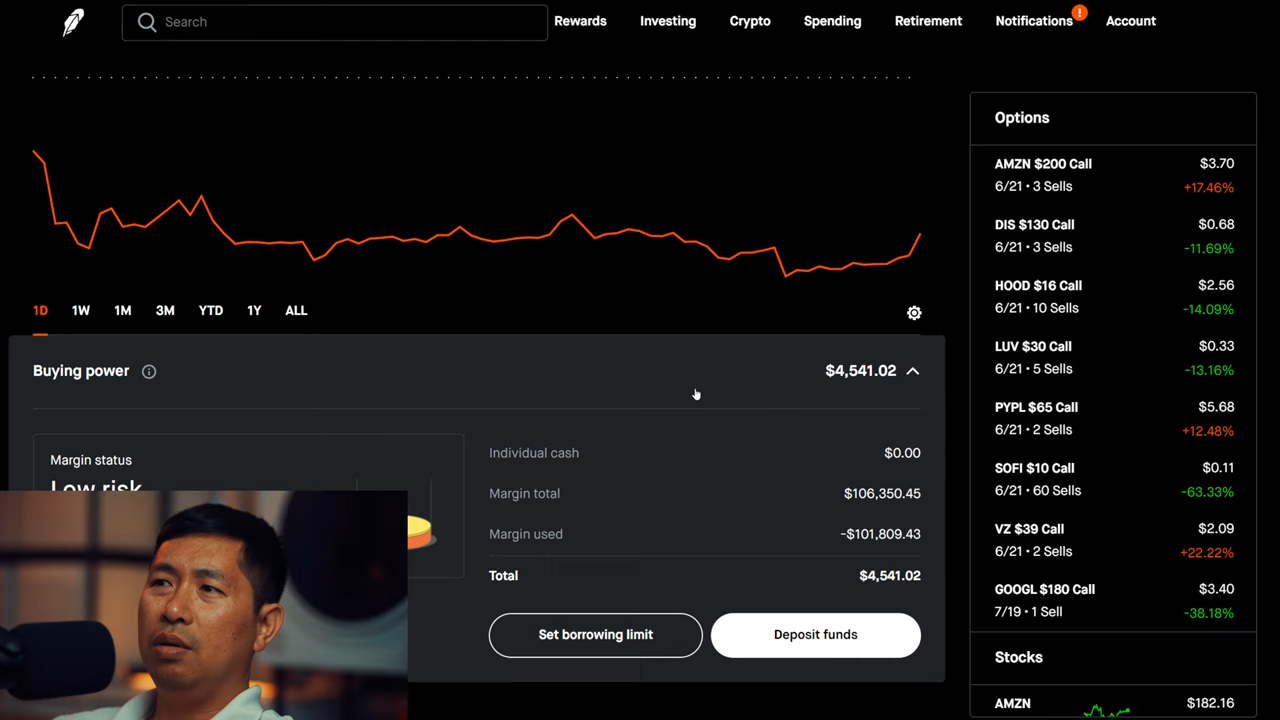 Search
Rewards
Investing
Crypto
Spending
Retirement
Notifications
!
Account
1D
1W
1M
3M
YTD
1Y
ALL
Buying power
$4,541.02
Margin status
Low risk
Individual cash
$0.00
Margin total
$106,350.45
Margin used
-$101,809.43
Total
$4,541.02
Set borrowing limit
Deposit funds
Options
AMZN $200 Call
$3.70
6/21 • 3 Sells
+17.46%
DIS $130 Call
$0.68
6/21 • 3 Sells
-11.69%
HOOD $16 Call
$2.56
6/21 • 10 Sells
-14.09%
LUV $30 Call
$0.33
6/21 • 5 Sells
-13.16%
PYPL $65 Call
$5.68
6/21 • 2 Sells
+12.48%
SOFI $10 Call
$0.11
6/21 • 60 Sells
-63.33%
VZ $39 Call
$2.09
6/21 • 2 Sells
+22.22%
GOOGL $180 Call
$3.40
7/19 • 1 Sell
-38.18%
Stocks
AMZN
$182.16